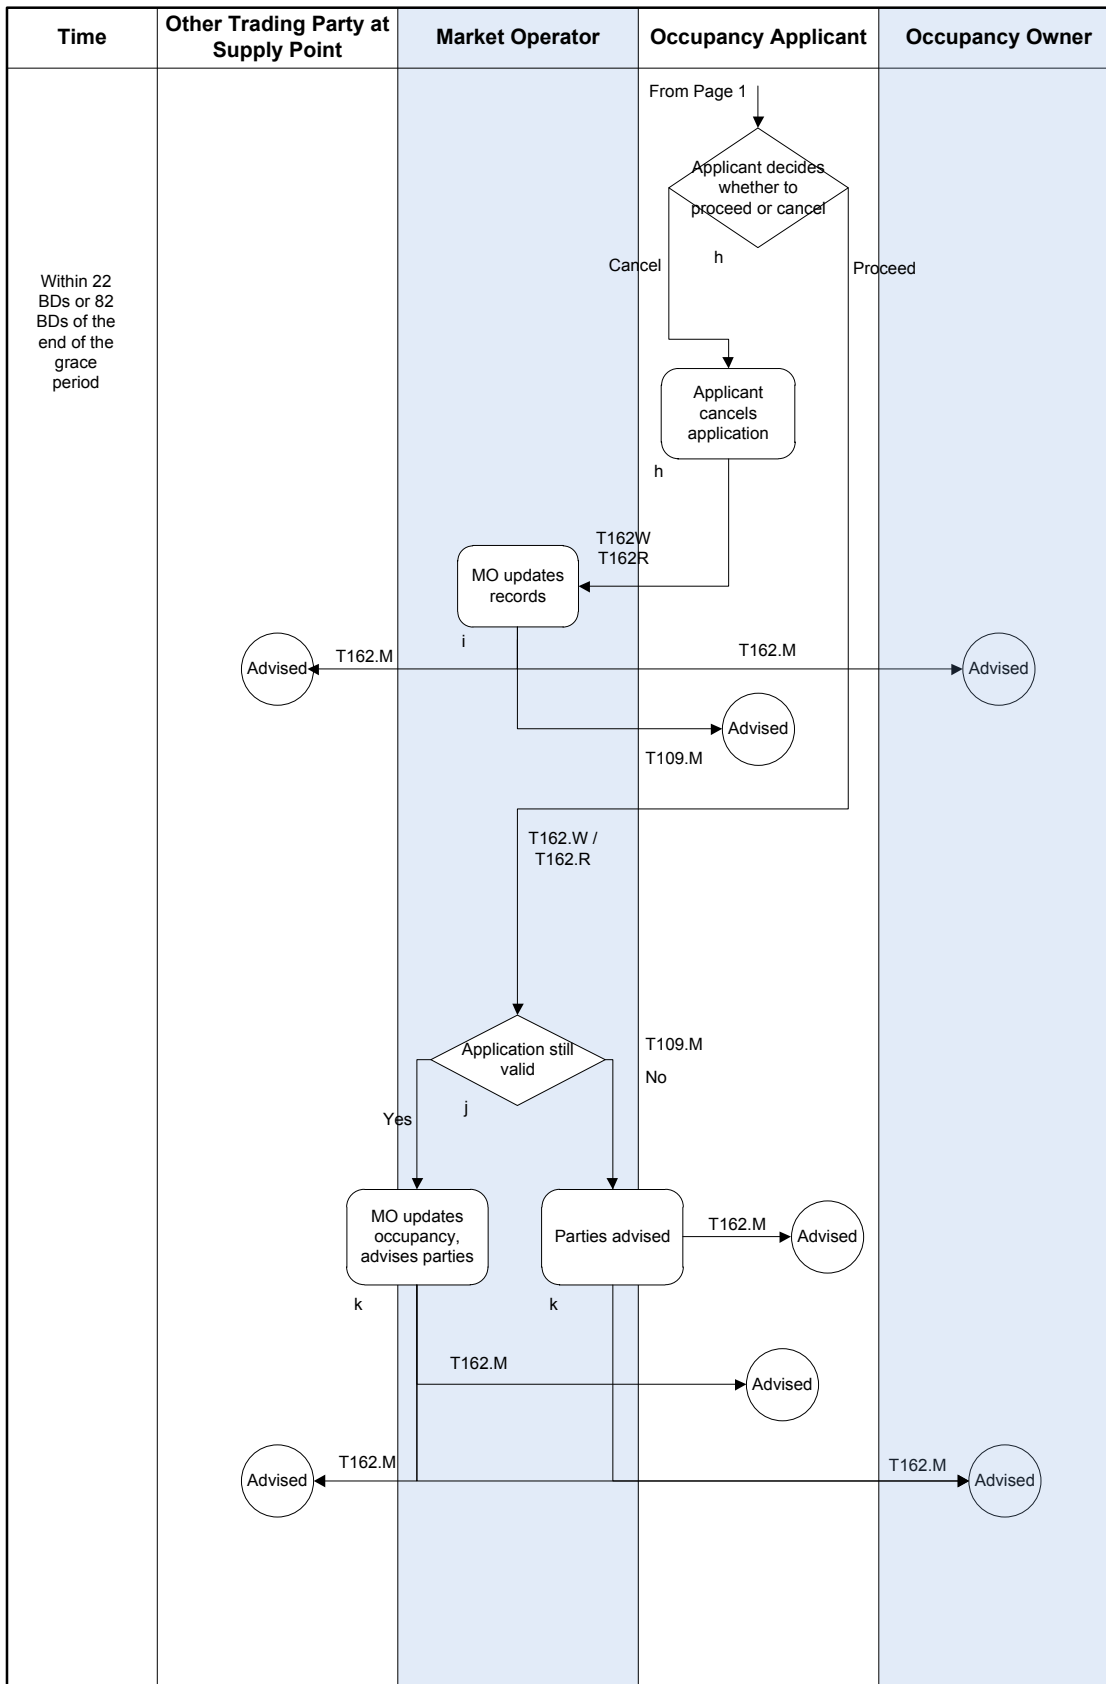 Time
Other Trading Party at
Supply Point
Market Operator
Occupancy Applicant
Occupancy Owner
From Page 1
Applicant decides
whether to
proceed or cancel
h
Cancel
Proceed
Within 22
BDs or 82
BDs of the
end of the
grace
period
Applicant
cancels
application
h
T162W
T162R
MO updates
records
i
Advised
T162.M
T162.M
Advised
Advised
T109.M
T162.W /
T162.R
Application still
valid
j
T109.M
No
Yes
MO updates
occupancy,
advises parties
k
Parties advised
k
T162.M
Advised
T162.M
Advised
Advised
T162.M
T162.M
Advised